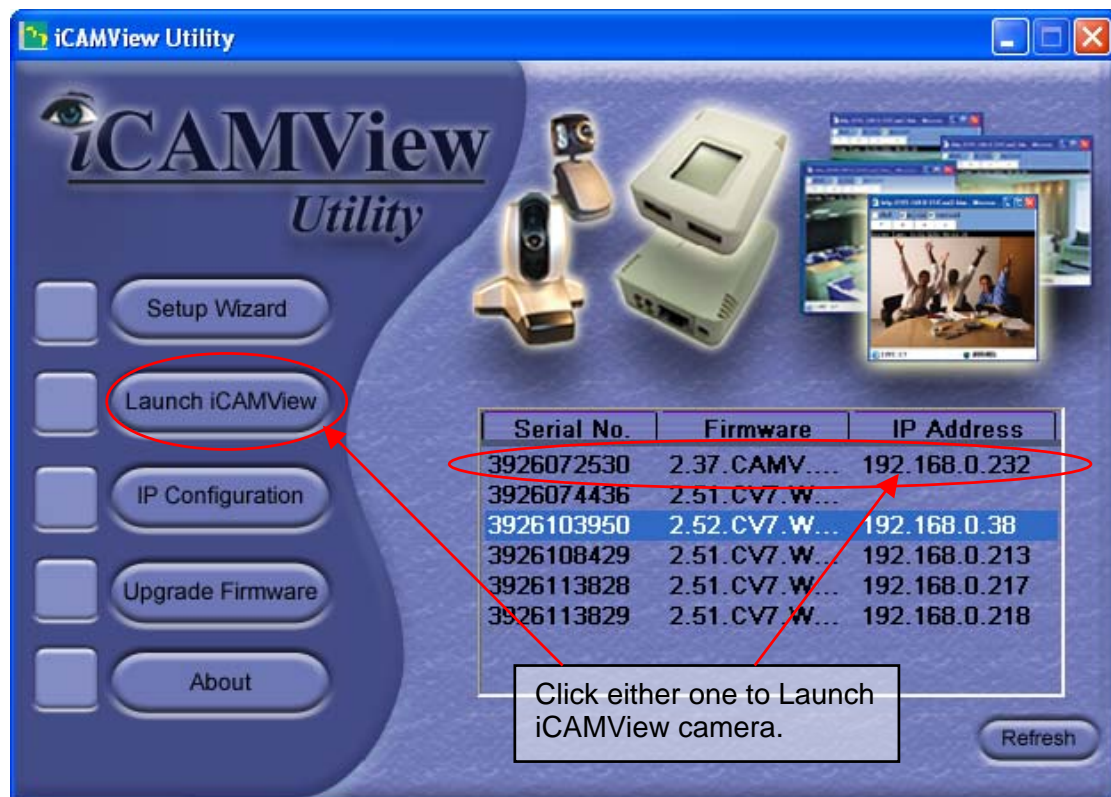 iCAMView Utility
iCAMView
Utility
Setup Wizard
Launch iCAMView
IP Configuration
Upgrade Firmware
About
Serial No. Firmware IP Address
3926072530 2.37.CAMV.... 192.168.0.232
3926074436 2.51.CV7.W...
3926103950 2.52.CV7.W... 192.168.0.38
3926108429 2.51.CV7.W... 192.168.0.213
3926113828 2.51.CV7.W... 192.168.0.217
3926113829 2.51.CV7.W... 192.168.0.218
Click either one to Launch
iCAMView camera.
Refresh